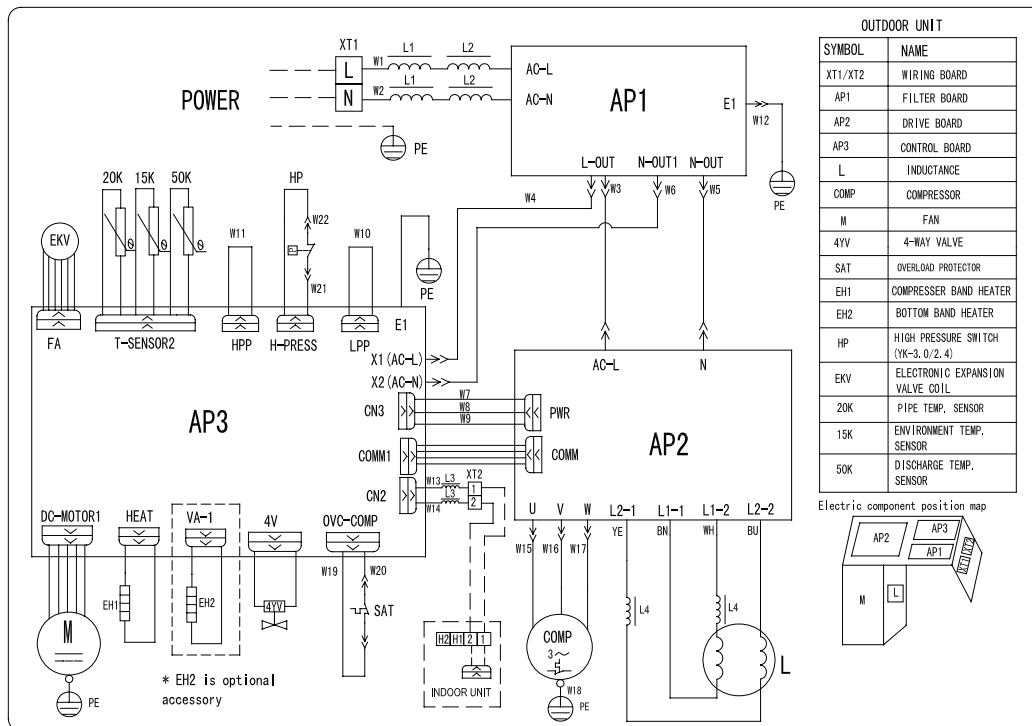 OUTDOOR UNIT
SYMBOL NAME
XT1/XT2 WIRING BOARD
AP1 FILTER BOARD
AP2 DRIVE BOARD
AP3 CONTROL BOARD
L INDUCTANCE
COMP COMPRESSOR
M FAN
4YV 4-WAY VALVE
SAT OVERLOAD PROTECTOR
EH1 COMPRESSER BAND HEATER
EH2 BOTTOM BAND HEATER
HP HIGH PRESSURE SWITCH
(YK-3.0/2.4)
EKV ELECTRONIC EXPANSION
VALVE COIL
20K PIPE TEMP. SENSOR
15K ENVIRONMENT TEMP.
SENSOR
50K DISCHARGE TEMP.
SENSOR
Electric component position map
AP2 AP3
AP1
XT1 XT2
M L
XT1 L1 L2
L W1 AC-L
POWER
L1 L2
N W2 AC-N
AP1
E1
W12
PE
PE
L-OUT N-OUT1 N-OUT
W4 W3 W6 W5
20K 15K 50K HP
θ θ θ
EKV
W11 W22 W10
P
W21
PE
FA T-SENSOR2 HPP H-PRESS LPP E1
X1(AC-L)
X2(AC-N)
AP3
CN3 W7 PWR
W8
W9
COMM1 COMM
CN2 W13 L3 XT2
1
W14 L3 2
AC-L N
AP2
U V W L2-1 L1-1 L1-2 L2-2
W15 W16 W17 YE BN WH BU
DC-MOTOR1 HEAT VA-1 4V OVC-COMP
W19 W20
EH1 EH2 4YV SAT
M
PE
* EH2 is optional
accessory
H2 H1 2 1
INDOOR UNIT
COMP
3~
W18
PE
L4 L4
L